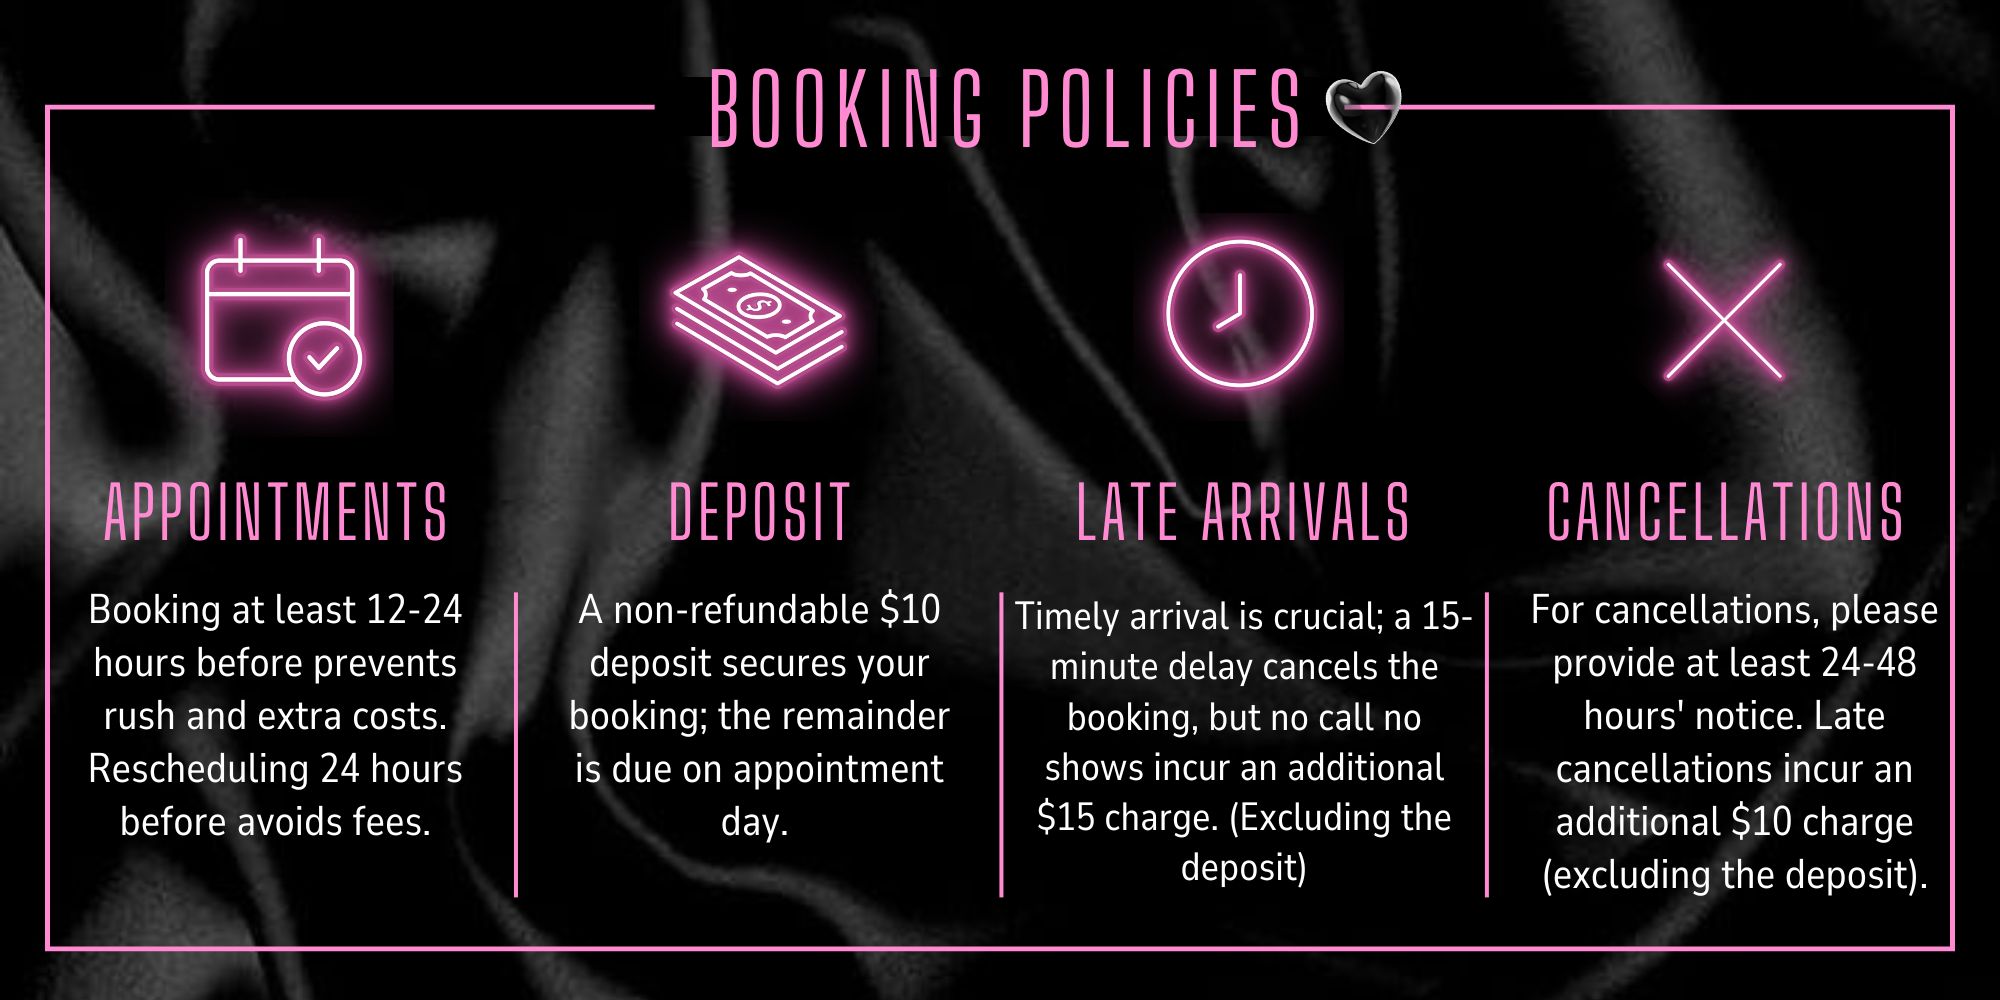 BOOKING POLICIES
APPOINTMENTS
Booking at least 12-24
hours before prevents
rush and extra costs.
Rescheduling 24 hours
before avoids fees.
DEPOSIT
A non-refundable $10
deposit secures your
booking; the remainder
is due on appointment
day.
LATE ARRIVALS
Timely arrival is crucial; a 15-
minute delay cancels the
booking, but no call no
shows incur an additional
$15 charge. (Excluding the
deposit)
CANCELLATIONS
For cancellations, please
provide at least 24-48
hours' notice. Late
cancellations incur an
additional $10 charge
(excluding the deposit).